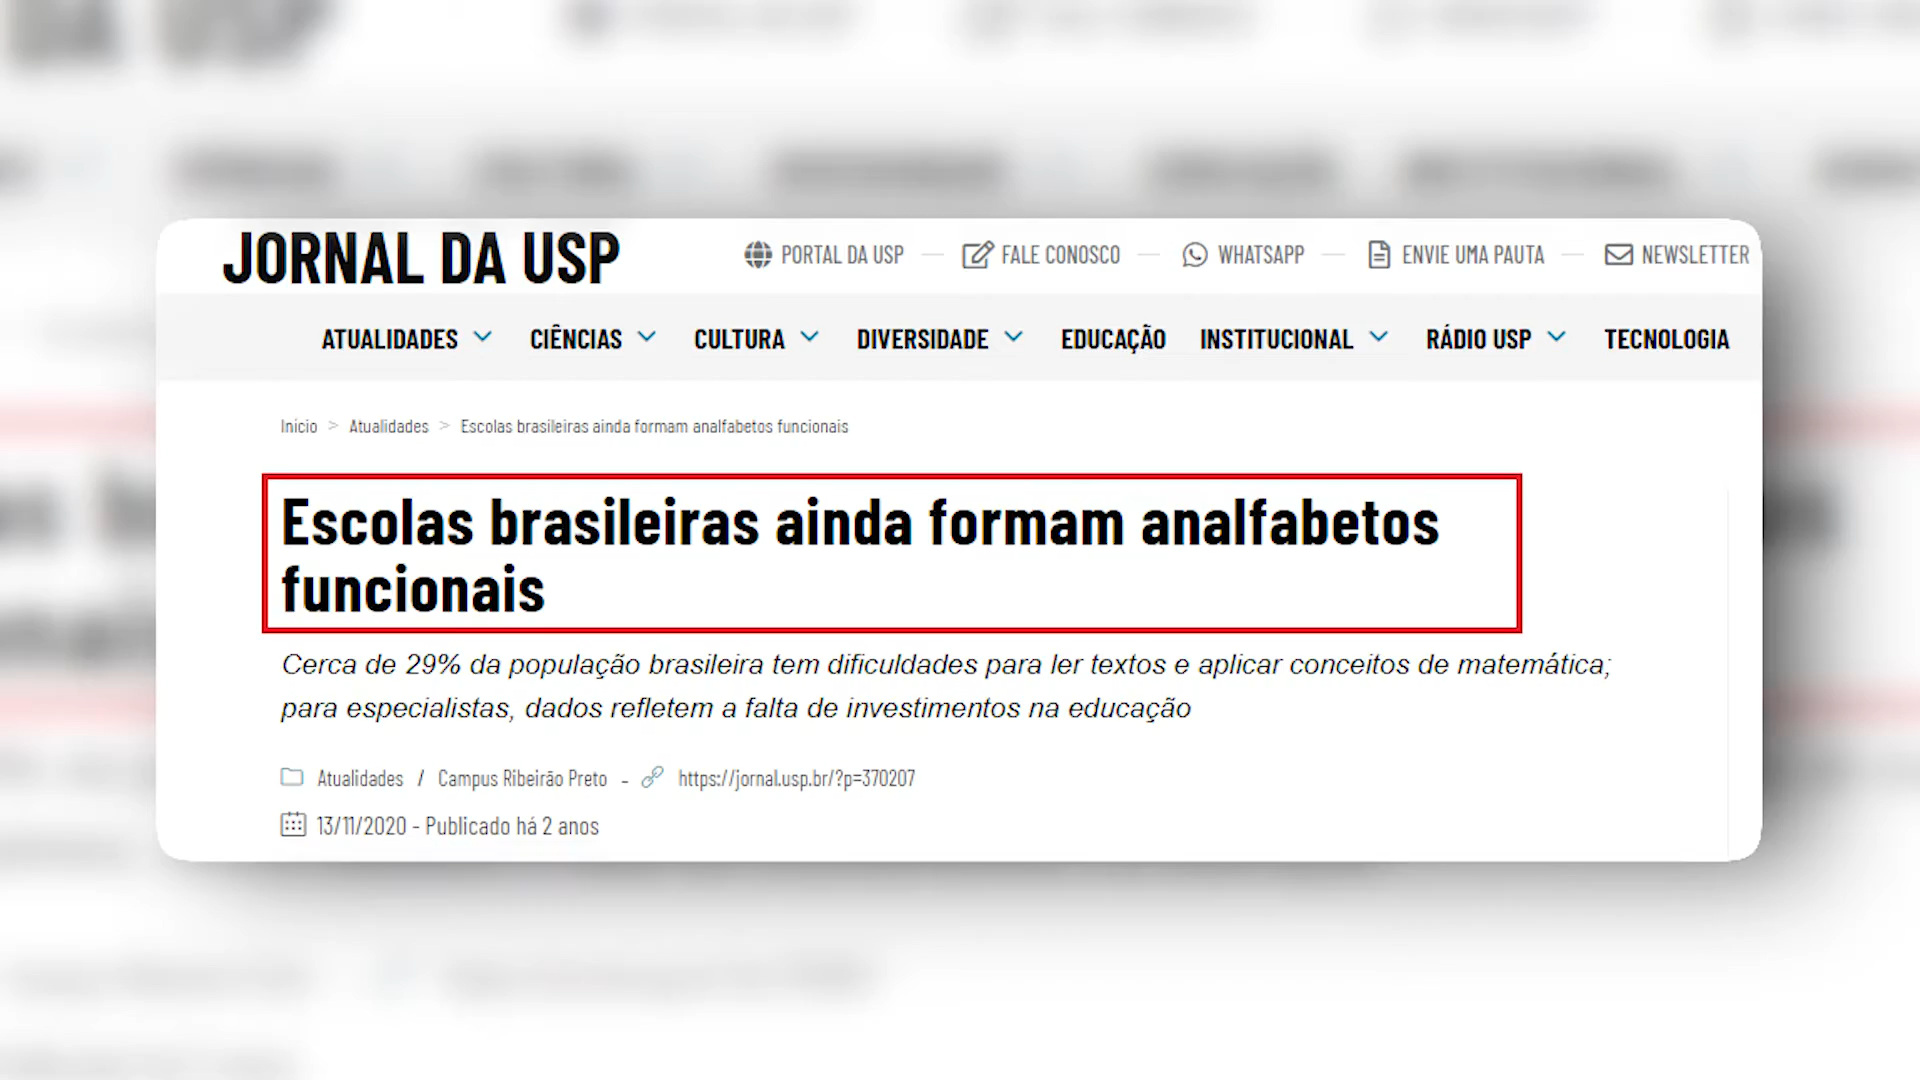 JORNAL DA USP
PORTAL DA USP — FALE CONOSCO — WHATSAPP — ENVIE UMA PAUTA — NEWSLETTER
ATUALIDADES CIÊNCIAS CULTURA DIVERSIDADE EDUCAÇÃO INSTITUCIONAL RÁDIO USP TECNOLOGIA
Início > Atualidades > Escolas brasileiras ainda formam analfabetos funcionais
Escolas brasileiras ainda formam analfabetos
funcionais
Cerca de 29% da população brasileira tem dificuldades para ler textos e aplicar conceitos de matemática;
para especialistas, dados refletem a falta de investimentos na educação
Atualidades / Campus Ribeirão Preto - https://jornal.usp.br/?p=370207
13/11/2020 - Publicado há 2 anos